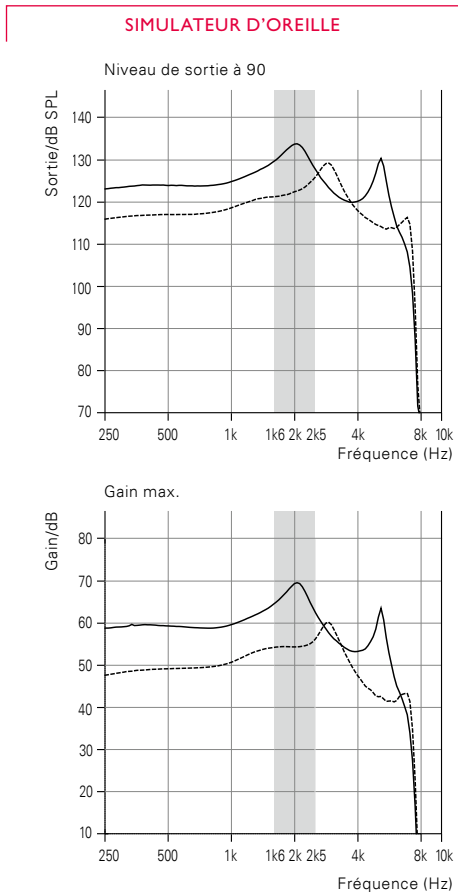 SIMULATEUR D'OREILLE
Niveau de sortie à 90
Sortie/dB SPL
140
130
120
110
100
90
80
70
250 500 1k 1k6 2k 2k5 4k 8k 10k
Fréquence (Hz)
Gain max.
Gain/dB
80
70
60
50
40
30
20
10
250 500 1k 1k6 2k 2k5 4k 8k 10k
Fréquence (Hz)